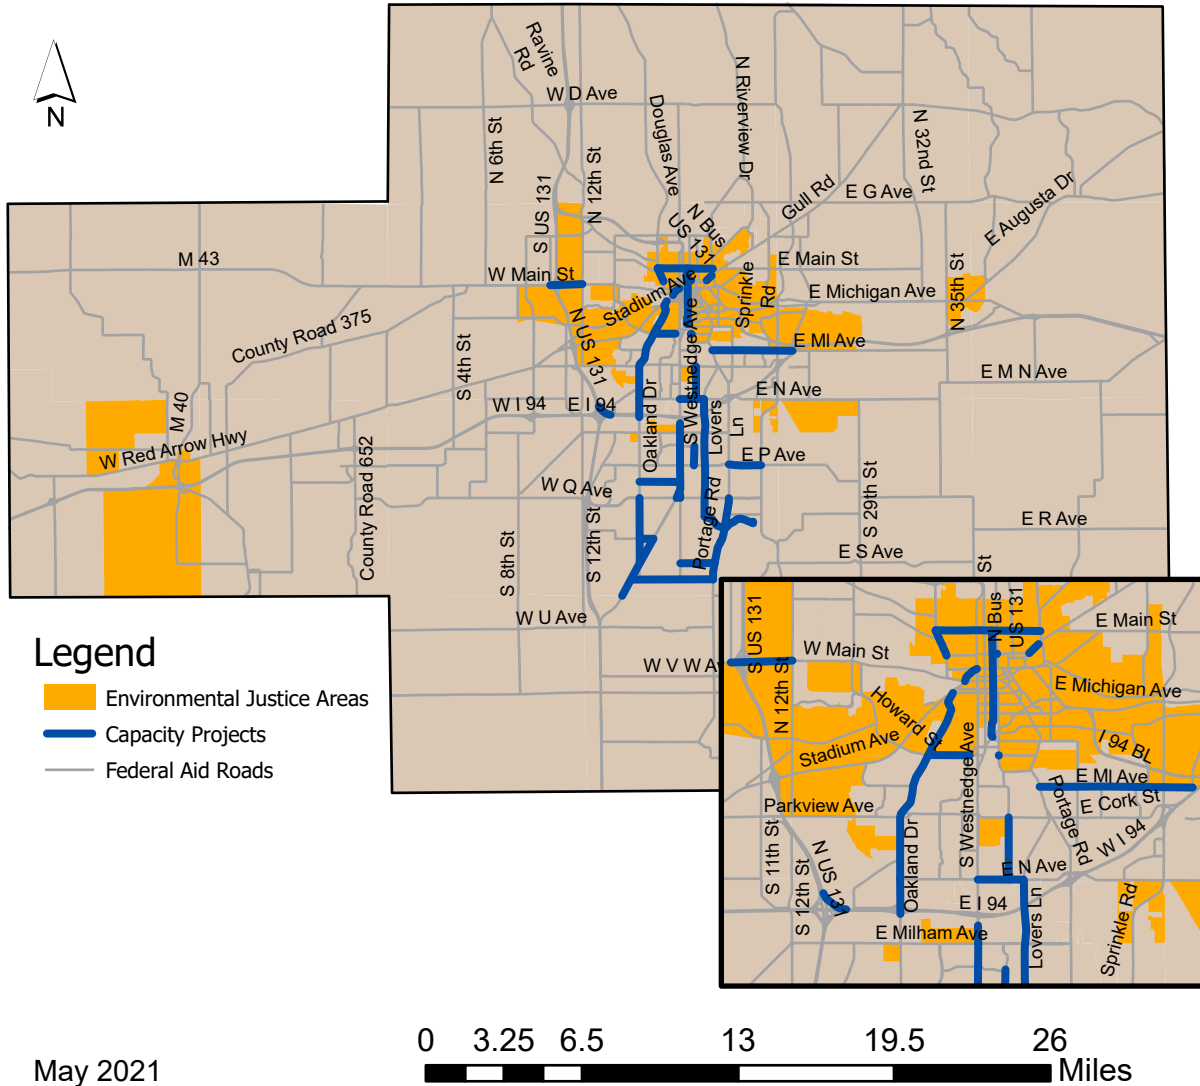 Ravine
Rd
W D Ave
N 6th St
N 12th St
S US 131
Douglas Ave
N Riverview Dr
N 32nd St
Gull Rd
E G Ave
E Augusta Dr
N
M 43
W Main St
N Bus
US 131
Stadium Ave
Sprinkle
Rd
E Main St
E Michigan Ave
N 35th St
County Road 375
S 4th St
N US 131
E MI Ave
E M N Ave
M 40
W I 94
E I 94
Oakland Dr
S Westnedge Ave
Lovers
Ln
E N Ave
W Red Arrow Hwy
County Road 652
W Q Ave
E P Ave
S 29th St
Portage Rd
E R Ave
S 8th St
S 12th St
E S Ave
St
W U Ave
W V W Av
Legend
Environmental Justice Areas
Capacity Projects
Federal Aid Roads
S US 131
N 12th St
W Main St
N Bus
US 131
E Main St
E Michigan Ave
Howard St
Stadium Ave
I 94 BL
E MI Ave
E Cork St
Parkview Ave
S Westnedge Ave
Portage Rd
W I 94
S 11th St
S 12th St
N US 131
Oakland Dr
E N Ave
E I 94
E Milham Ave
Lovers Ln
Sprinkle Rd
0 3.25 6.5 13 19.5 26
Miles
May 2021